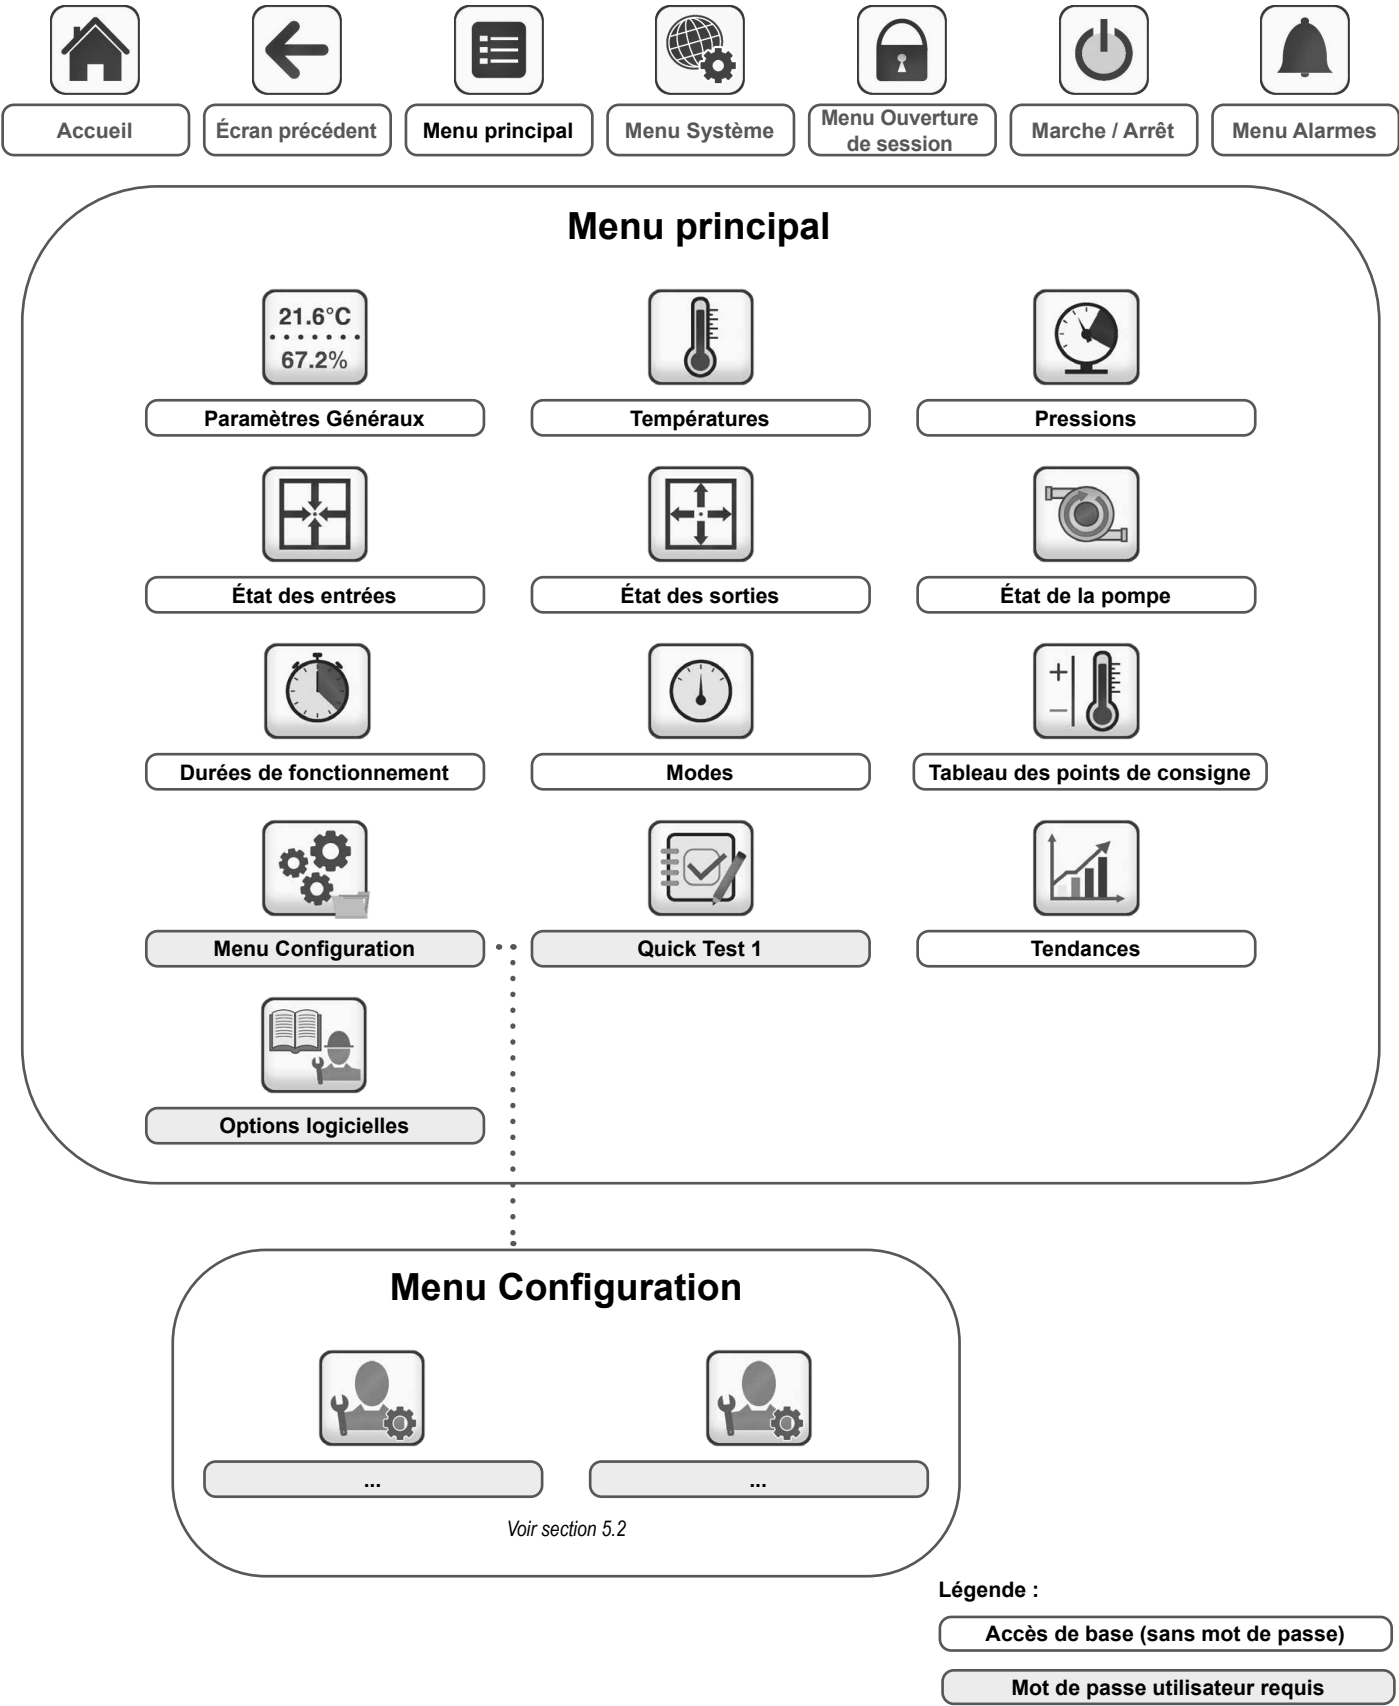 Accueil
Écran précédent
Menu principal
Menu Système
Menu Ouverture
de session
Marche / Arrêt
Menu Alarmes
Menu principal
21.6°C
67.2%
Paramètres Généraux
Températures
Pressions
État des entrées
État des sorties
État de la pompe
Durées de fonctionnement
Modes
Tableau des points de consigne
Menu Configuration
Quick Test 1
Tendances
Options logicielles
Menu Configuration
...
...
Voir section 5.2
Légende :
Accès de base (sans mot de passe)
Mot de passe utilisateur requis